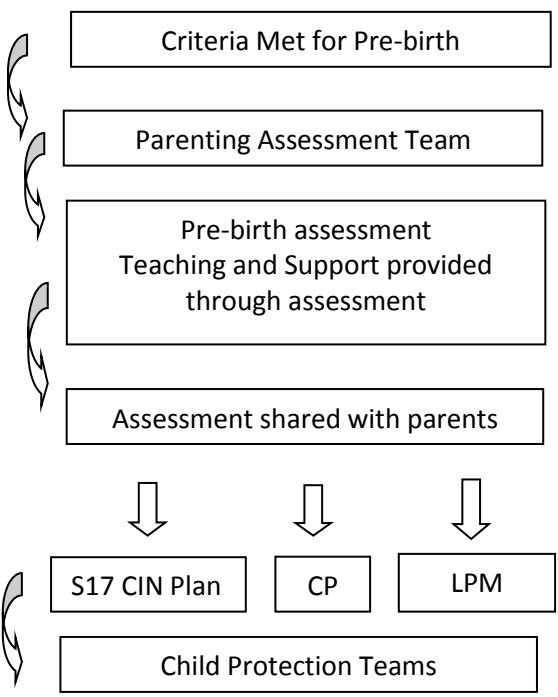 Criteria Met for Pre-birth
Parenting Assessment Team
Pre-birth assessment
Teaching and Support provided
through assessment
Assessment shared with parents
S17 CIN Plan
CP
LPM
Child Protection Teams